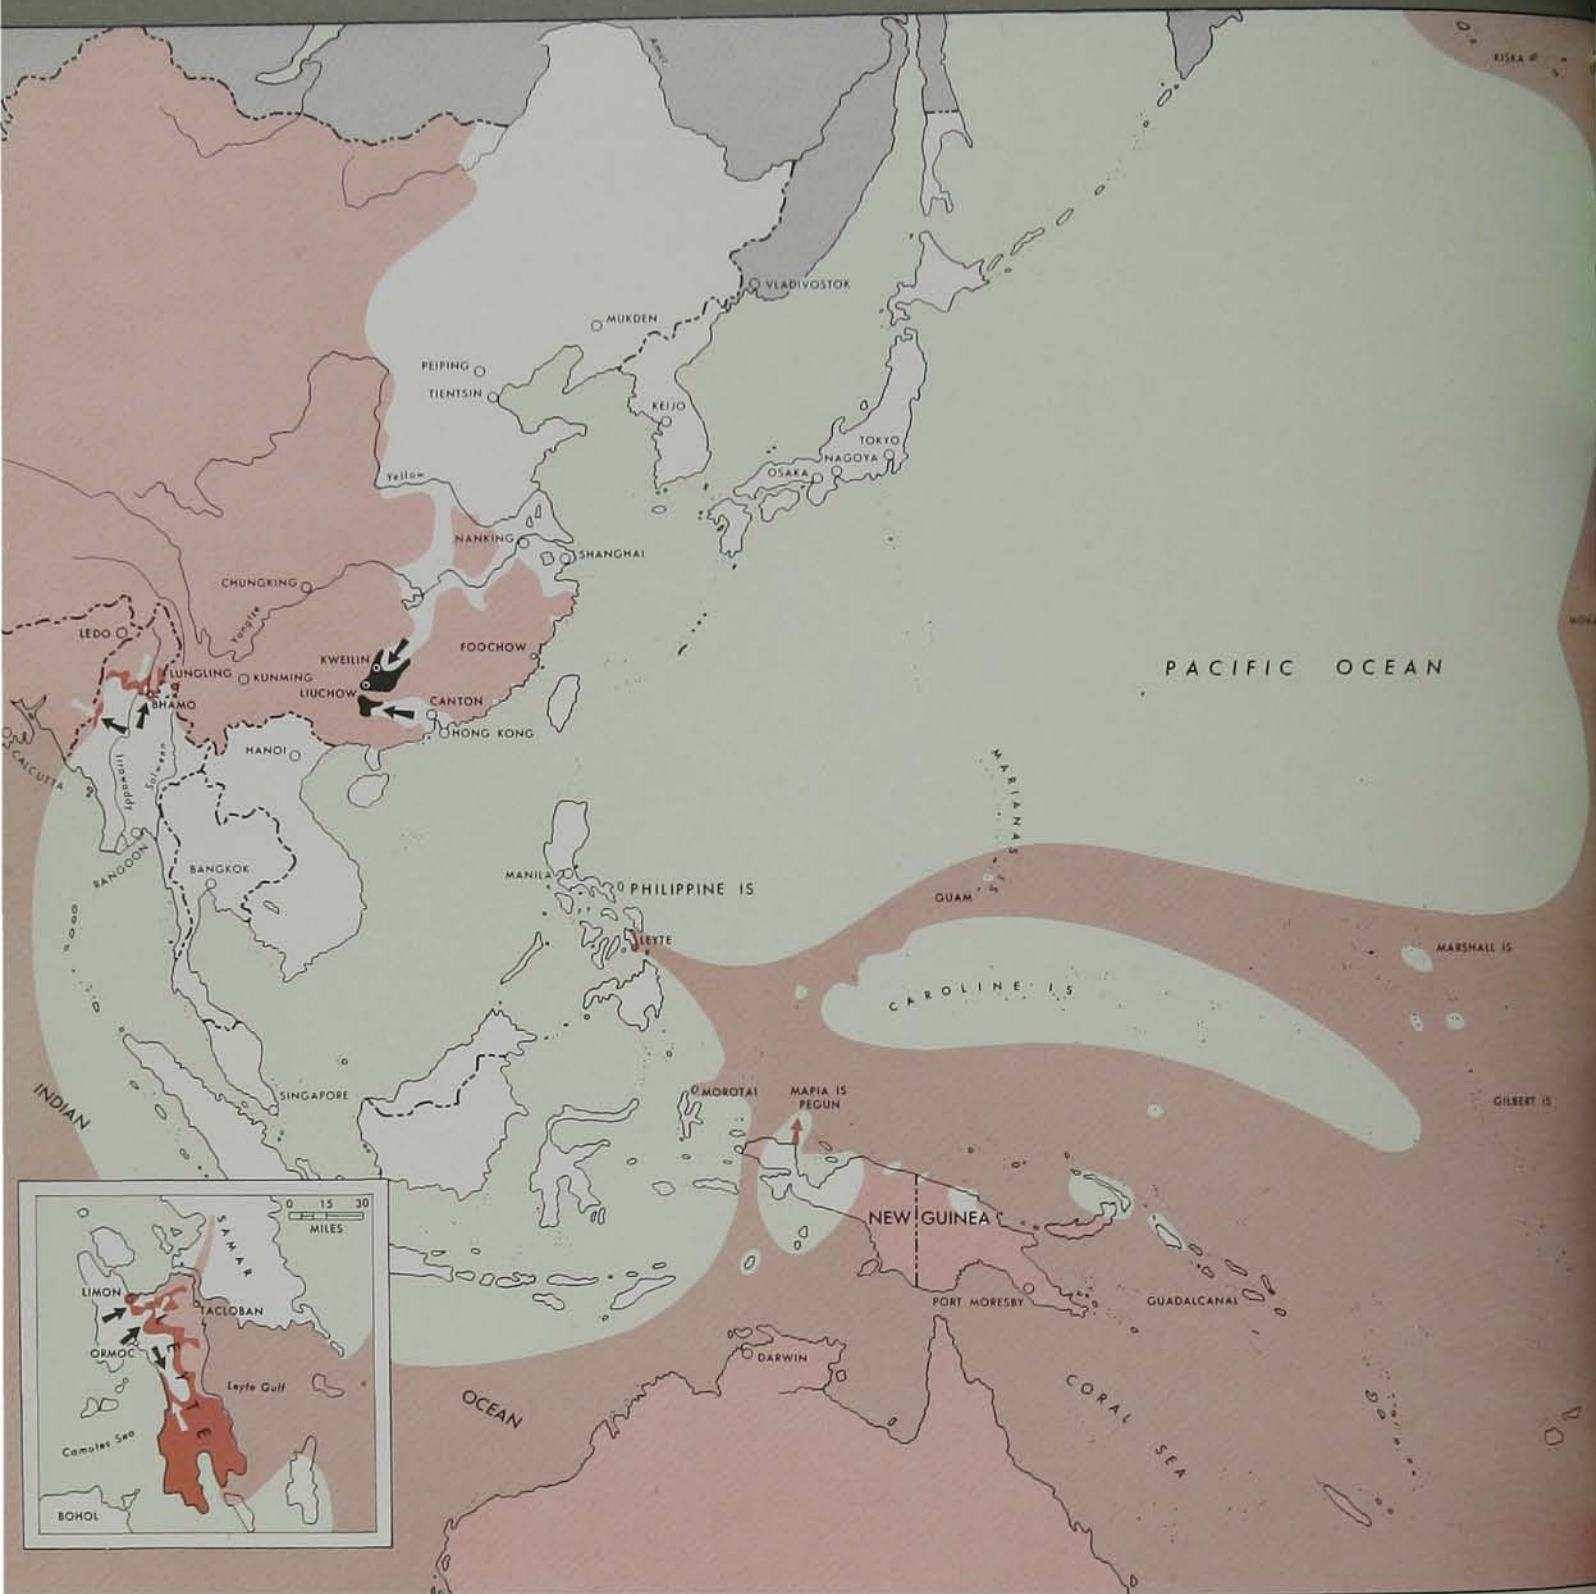 Amur
KISKA
VLADIVOSTOK
MUKDEN
PEIPING
TIENTSIN
KEIJO
TOKYO
NAGOYA
OSAKA
Yellow
NANKING
SHANGHAI
CHUNGKING
Yangtze
LEDO
FOOCHOW
KWEILIN
LUNGLING
KUNMING
LIUCHOW
BHAMO
CANTON
HONG KONG
HANOI
CALCUTTA
Irrawaddy
Salween
RANGOON
BANGKOK
PACIFIC OCEAN
MARIANAS IS
MANILA
PHILIPPINE IS
GUAM
LEYTE
MARSHALL IS
CAROLINE IS
INDIAN
SINGAPORE
MOROTAI
MAPIA IS
PEGUN
GILBERT IS
NEW GUINEA
PORT MORESBY
GUADALCANAL
DARWIN
OCEAN
CORAL SEA
0 15 30
MILES
SAMAR
LIMON
TACLOBAN
ORMOC
LEYTE
Leyte Gulf
Camotes Sea
BOHOL